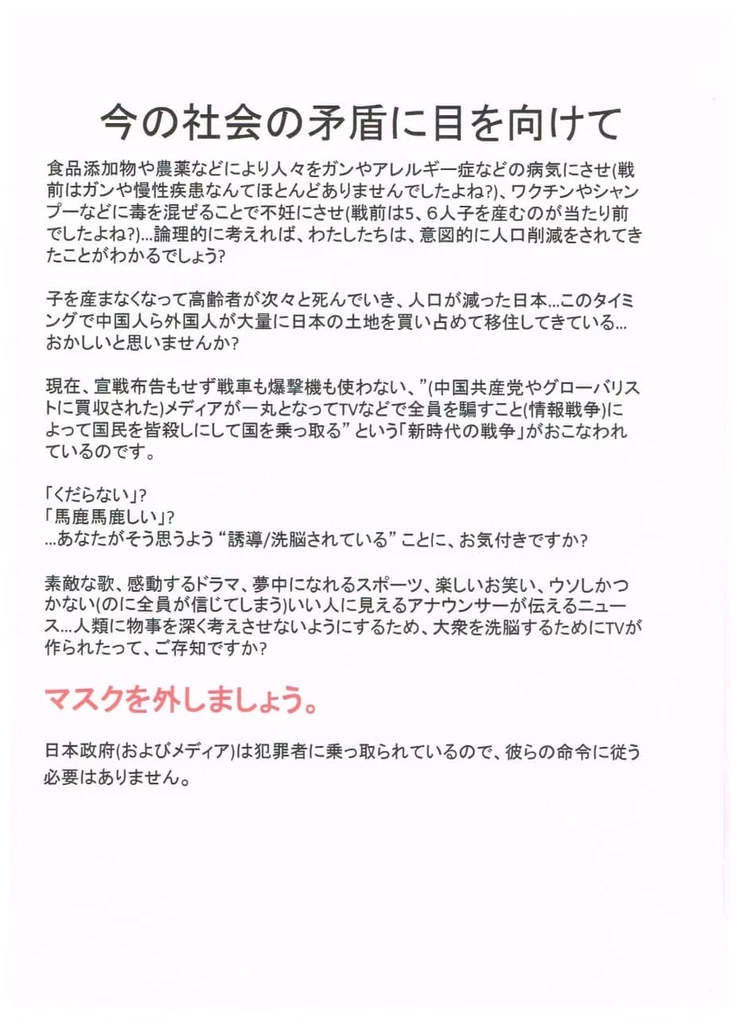 今の社会の矛盾に目を向けて
食品添加物や農薬などにより人々をガンやアレルギー症などの病気にさせ(戦
前はガンや慢性疾患なんてほとんどありませんでしたよね?)、ワクチンやシャン
プーなどに毒を混ぜることで不妊にさせ(戦前は5、6人子を産むのが当たり前
でしたよね?)...論理的に考えれば、わたしたちは、意図的に人口削減をされてき
たことがわかるでしょう?
子を産まなくなって高齢者が次々と死んでいき、人口が減った日本...このタイミ
ングで中国人ら外国人が大量に日本の土地を買い占めて移住してきている...
おかしいと思いませんか?
現在、宣戦布告もせず戦車も爆撃機も使わない、”(中国共産党やグローバリス
トに買収された)メディアが一丸となってTVなどで全員を騙すこと(情報戦争)に
よって国民を皆殺しにして国を乗っ取る” という「新時代の戦争」がおこなわれ
ているのです。
「くだらない」?
「馬鹿馬鹿しい」?
...あなたがそう思うよう “誘導/洗脳されている” ことに、お気付きですか?
素敵な歌、感動するドラマ、夢中になれるスポーツ、楽しいお笑い、ウソしかつ
かない(のに全員が信じてしまう)いい人に見えるアナウンサーが伝えるニュー
ス...人類に物事を深く考えさせないようにするため、大衆を洗脳するためにTVが
作られたって、ご存知ですか?
マスクを外しましょう。
日本政府(およびメディア)は犯罪者に乗っ取られているので、彼らの命令に従う
必要はありません。